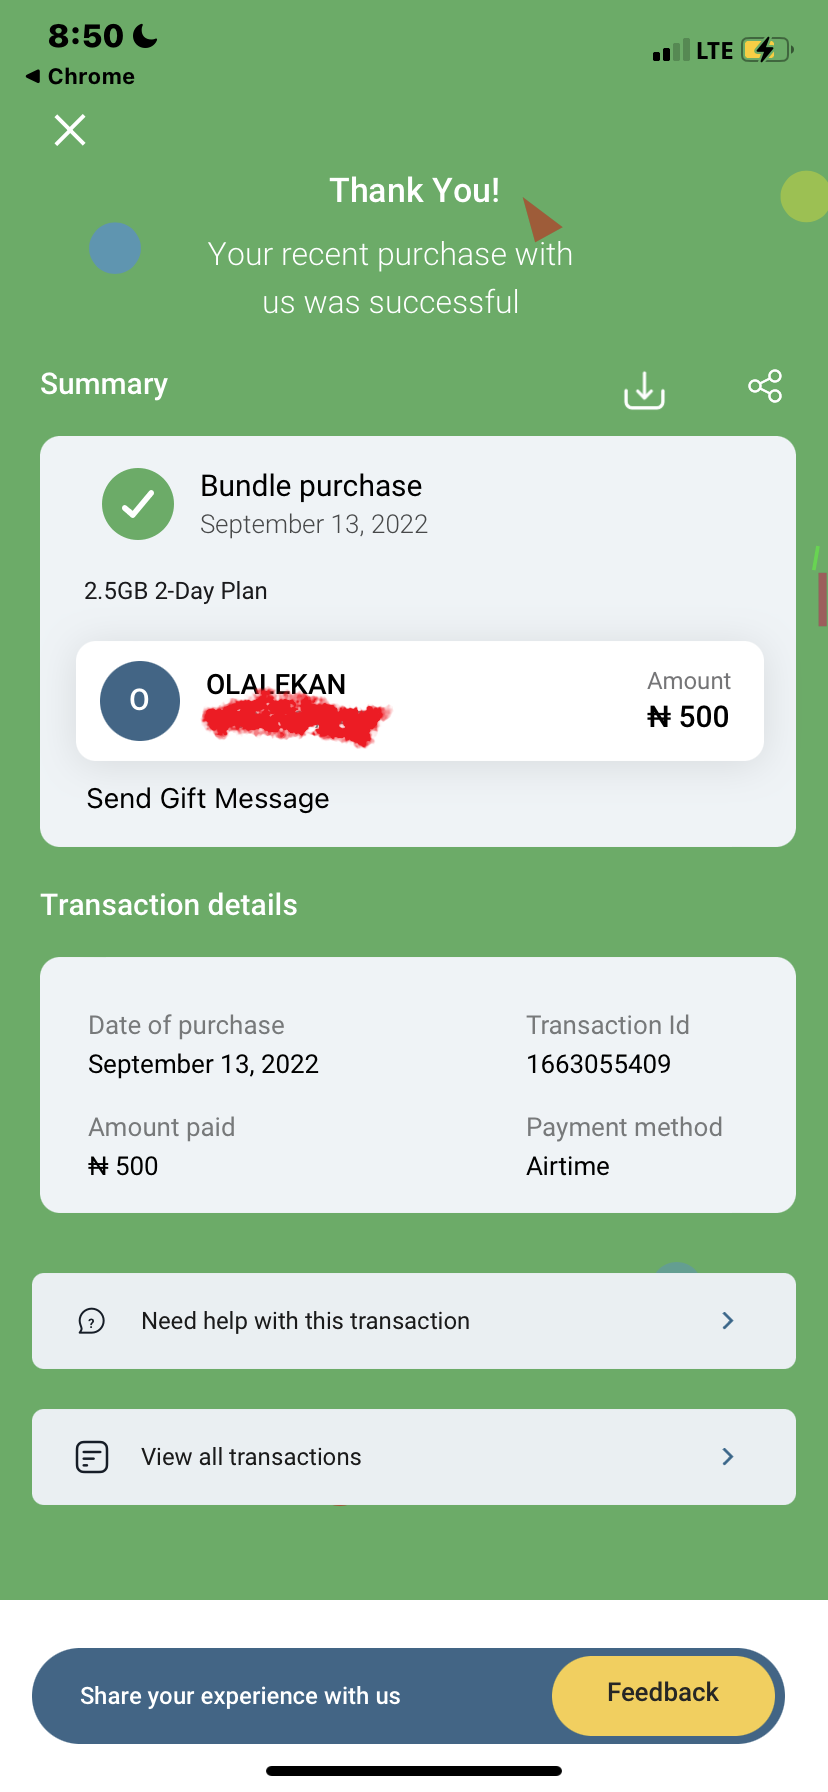 8:50
LTE
◀ Chrome
Thank You!
Your recent purchase with
us was successful
Summary
Bundle purchase
September 13, 2022
2.5GB 2-Day Plan
O
OLALEKAN
Amount
₦ 500
Send Gift Message
Transaction details
Date of purchase
Transaction Id
September 13, 2022
1663055409
Amount paid
Payment method
₦ 500
Airtime
?
Need help with this transaction
View all transactions
Share your experience with us
Feedback